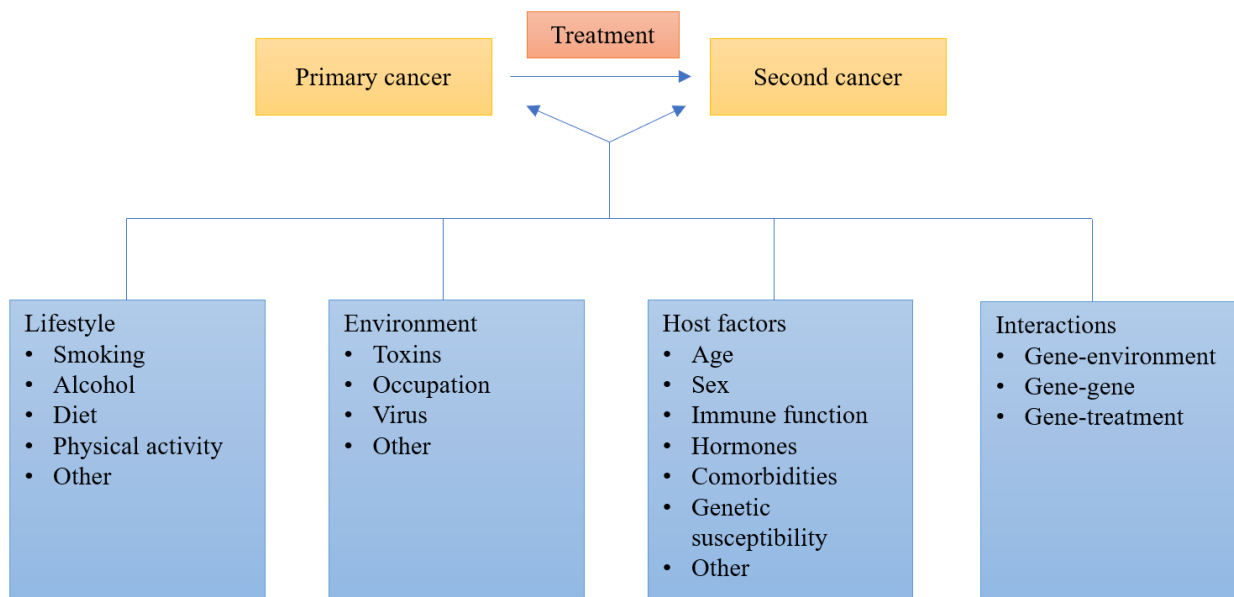 Treatment
Primary cancer
Second cancer
Lifestyle
• Smoking
• Alcohol
• Diet
• Physical activity
• Other
Environment
• Toxins
• Occupation
• Virus
• Other
Host factors
• Age
• Sex
• Immune function
• Hormones
• Comorbidities
• Genetic
susceptibility
• Other
Interactions
• Gene-environment
• Gene-gene
• Gene-treatment